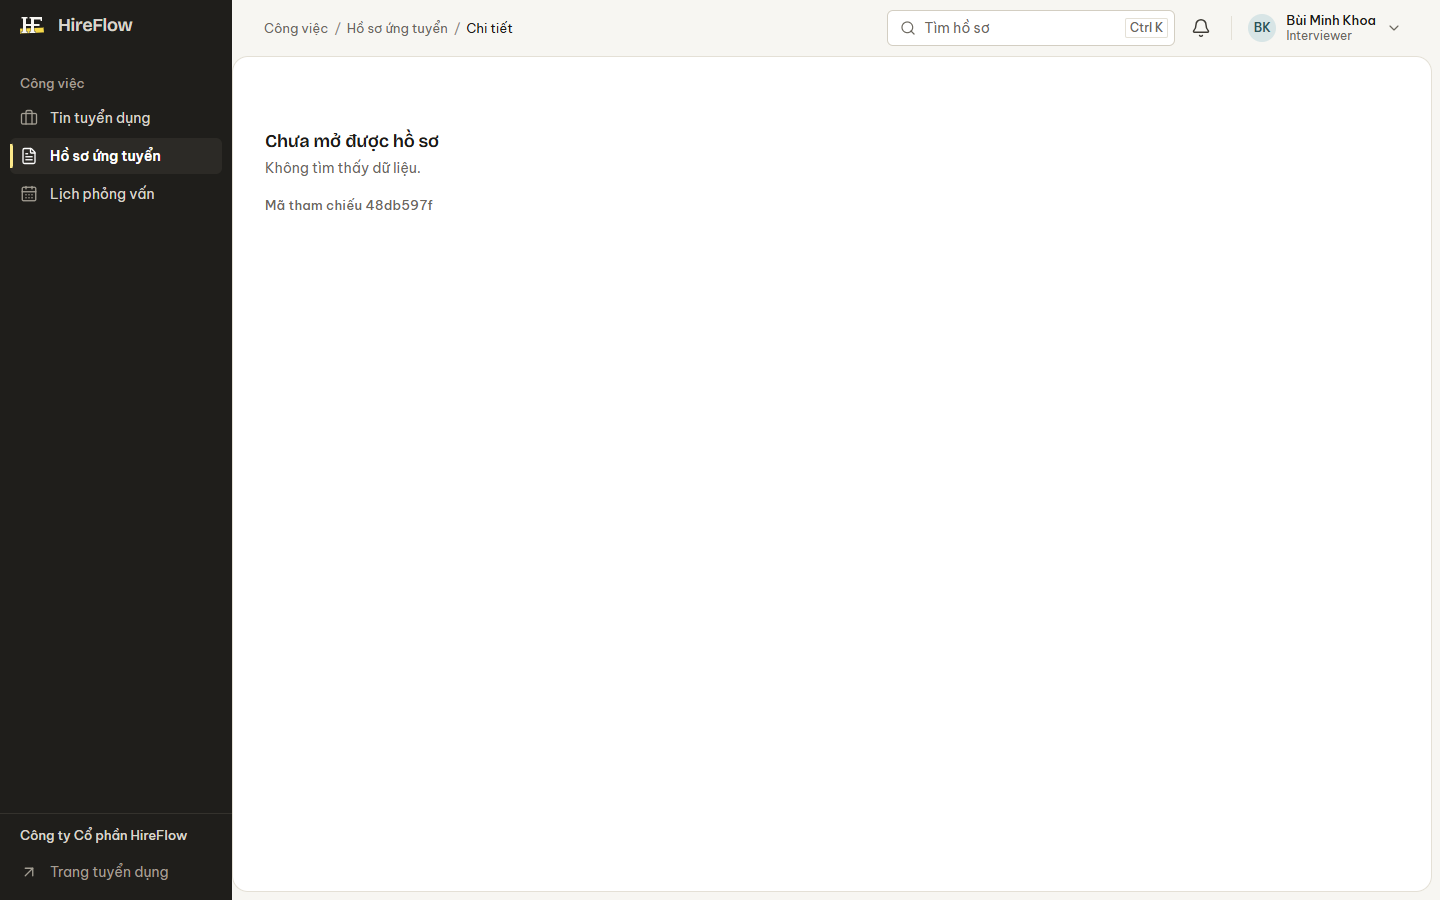 HireFlow
Công việc
Tin tuyển dụng
Hồ sơ ứng tuyển
Lịch phỏng vấn
Công ty Cổ phần HireFlow
Trang tuyển dụng
Công việc / Hồ sơ ứng tuyển / Chi tiết
Tìm hồ sơ
Ctrl K
BK
Bùi Minh Khoa
Interviewer
Chưa mở được hồ sơ
Không tìm thấy dữ liệu.
Mã tham chiếu 48db597f